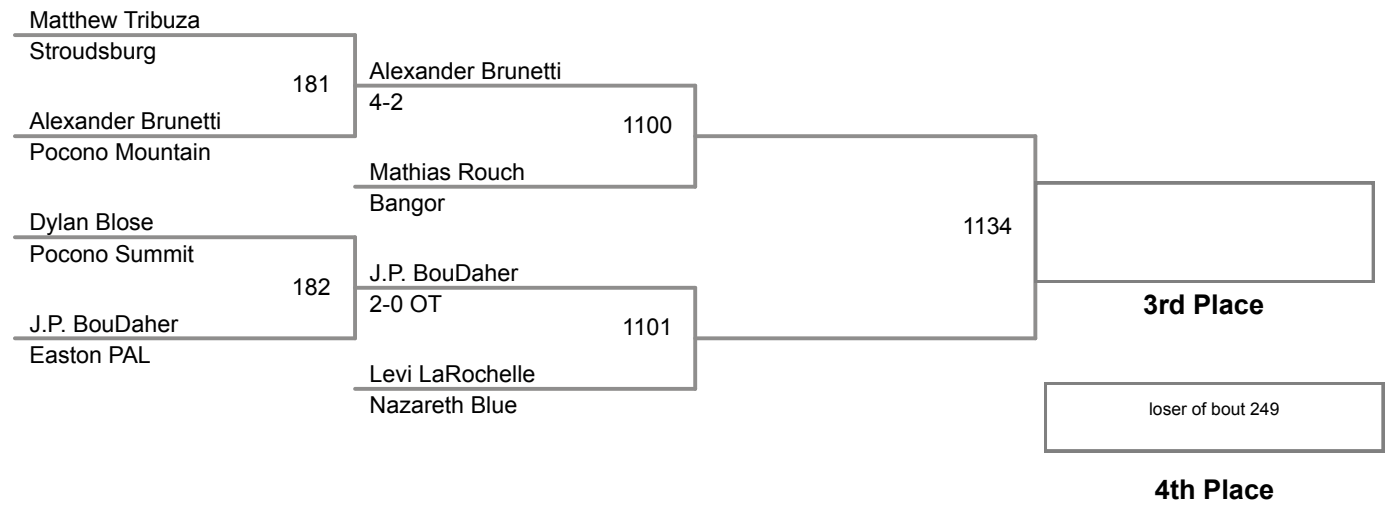 Matthew Tribuza
Stroudsburg
181
Alexander Brunetti
Pocono Mountain
Alexander Brunetti
4-2
1100
Mathias Rouch
Bangor
Dylan Blose
Pocono Summit
182
J.P. BouDaher
Easton PAL
J.P. BouDaher
2-0 OT
1101
Levi LaRochelle
Nazareth Blue
1134
3rd Place
loser of bout 249
4th Place